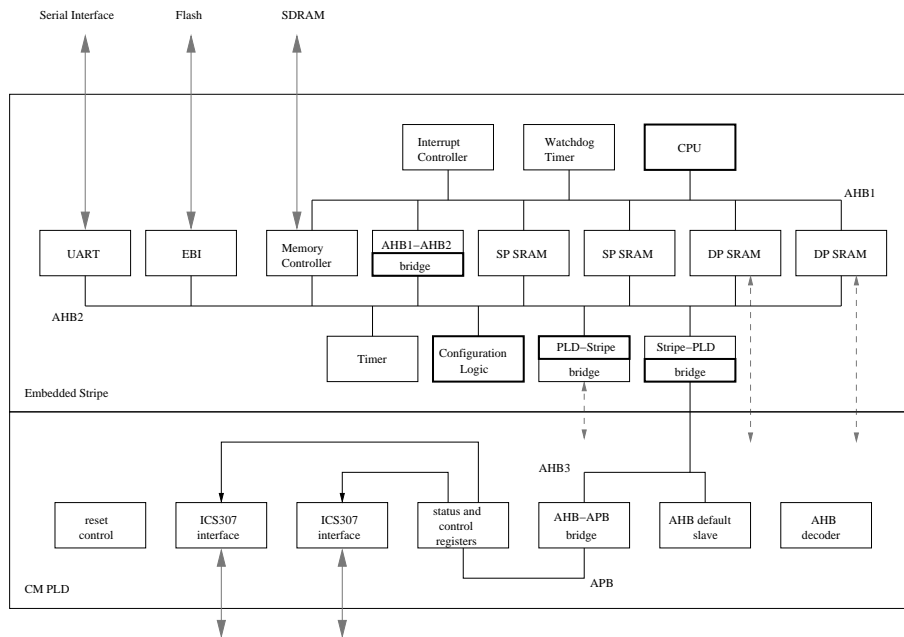 Serial Interface
Flash
SDRAM
Interrupt
Controller
Watchdog
Timer
CPU
AHB1
UART
EBI
Memory
Controller
AHB1−AHB2
bridge
SP SRAM
SP SRAM
DP SRAM
DP SRAM
AHB2
Timer
Configuration
Logic
PLD−Stripe
bridge
Stripe−PLD
bridge
Embedded Stripe
AHB3
reset
control
ICS307
interface
ICS307
interface
status and
control
registers
AHB−APB
bridge
AHB default
slave
AHB
decoder
APB
CM PLD